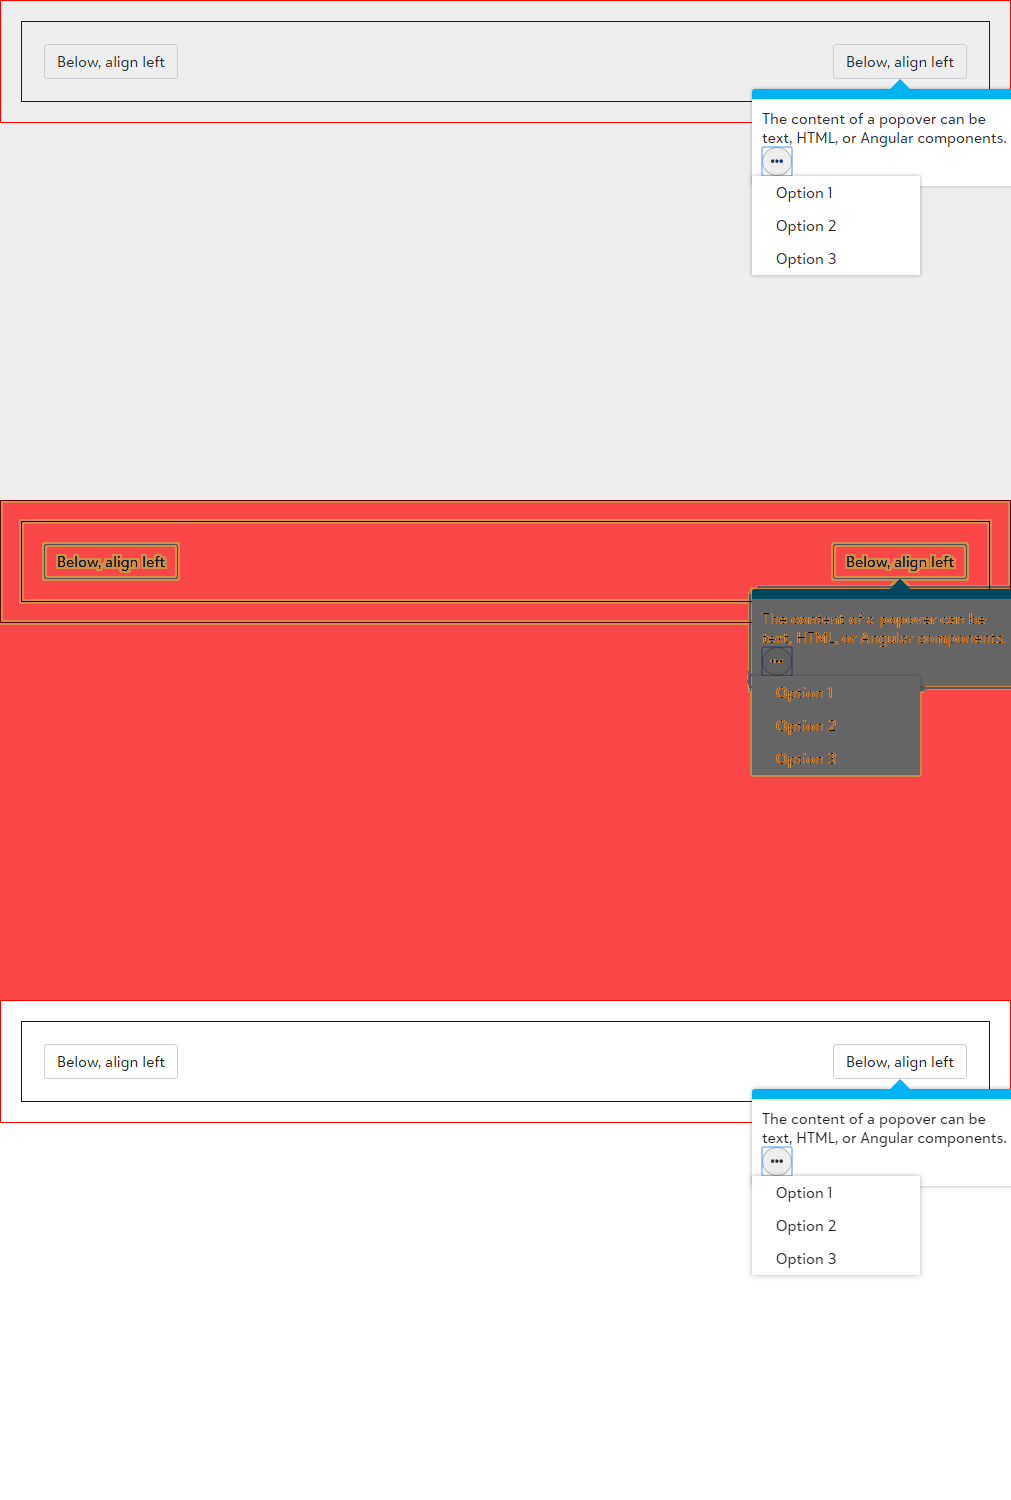 Below, align left
Below, align left
The content of a popover can be
text, HTML, or Angular components.
•••
Option 1
Option 2
Option 3
Below, align left
Below, align left
The content of a popover can be
text, HTML, or Angular components.
•••
Option 1
Option 2
Option 3
Below, align left
Below, align left
The content of a popover can be
text, HTML, or Angular components.
•••
Option 1
Option 2
Option 3